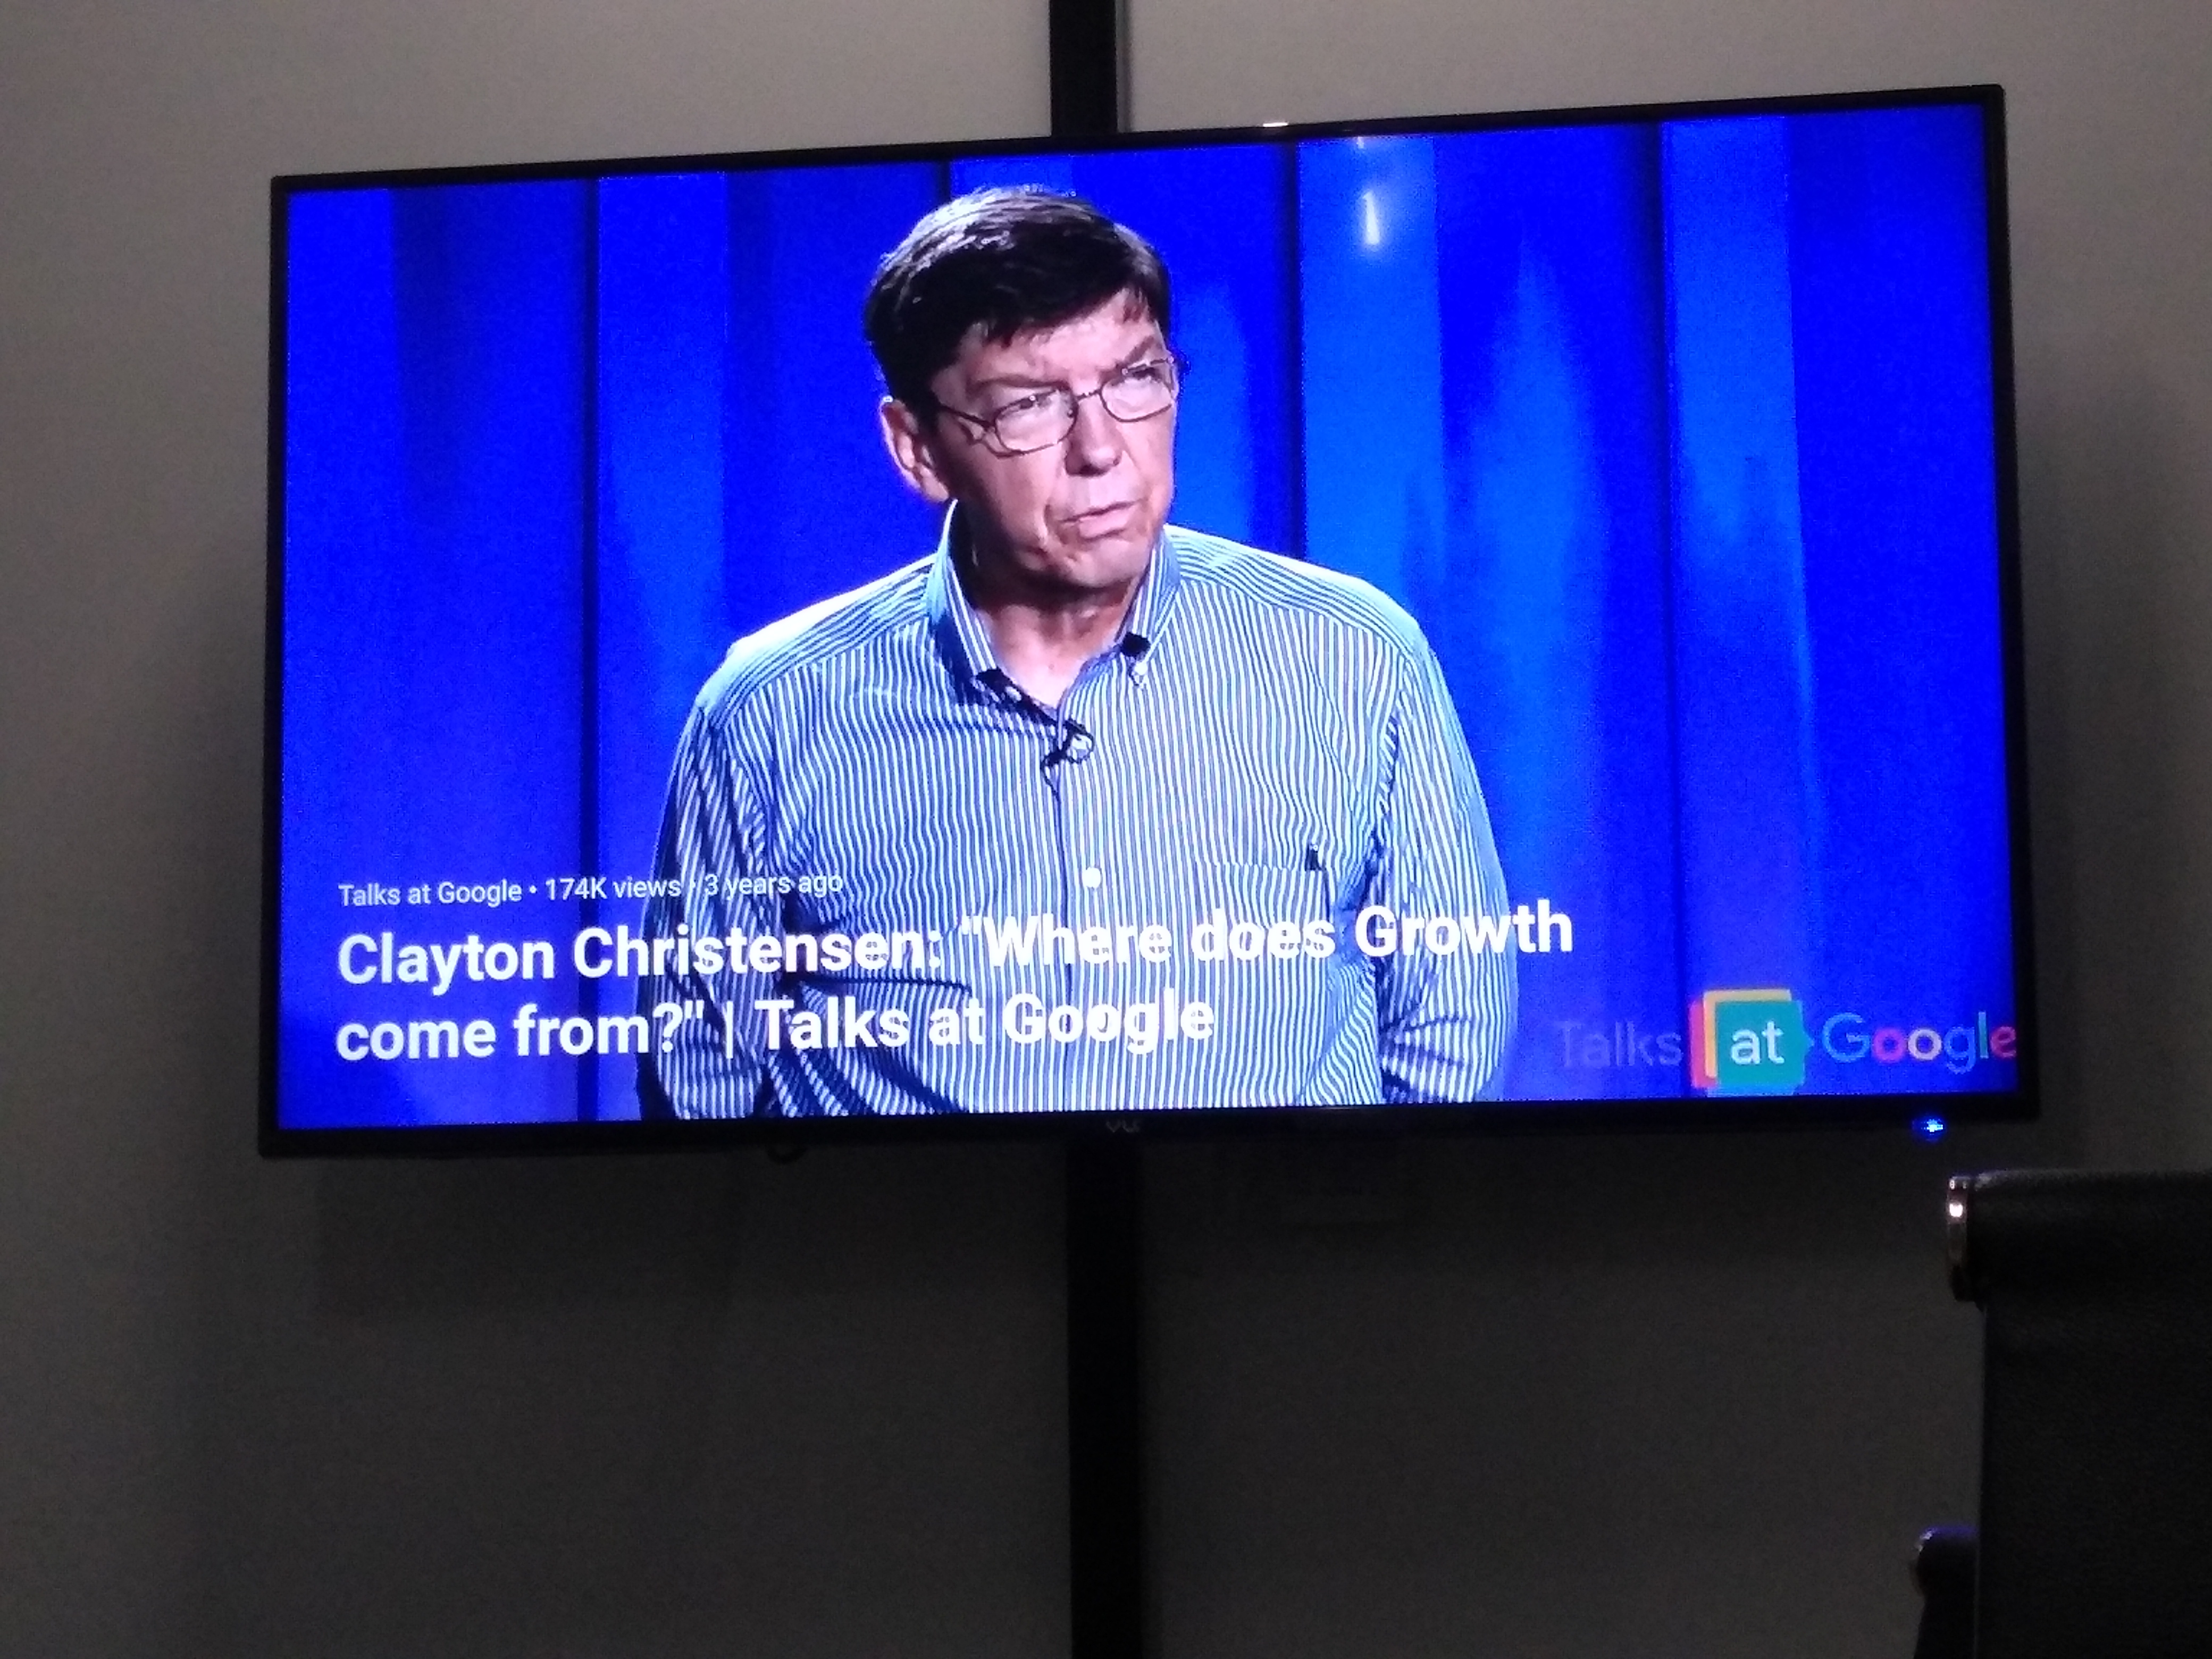 Talks at Google • 174K views · 3 years ago
Clayton Christensen: "Where does Growth
come from?" | Talks at Google
Talks at Google
VU